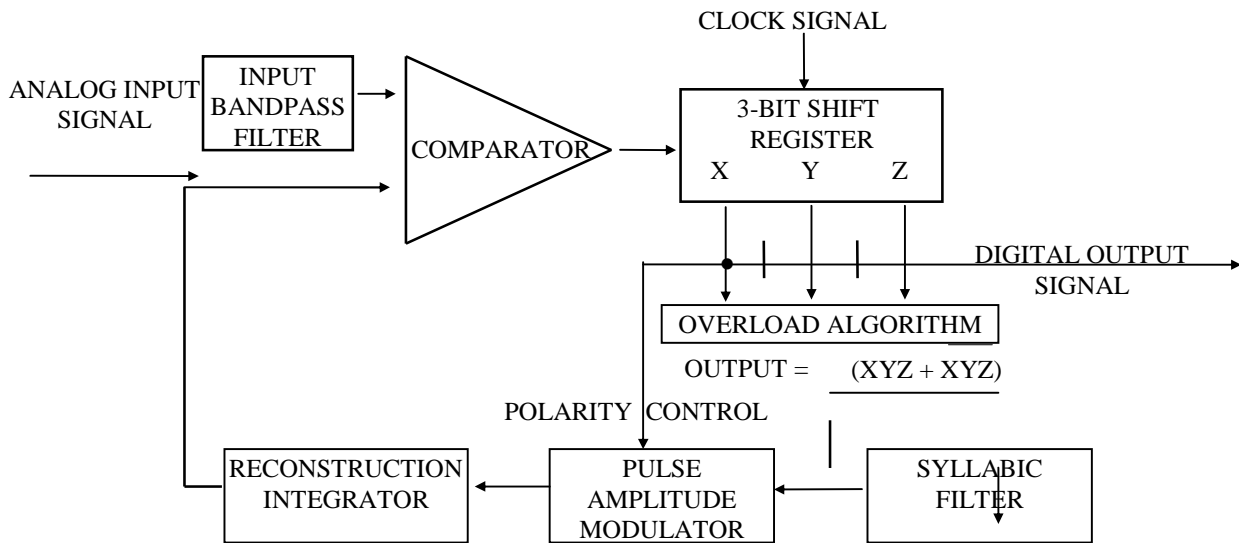 CLOCK SIGNAL
ANALOG INPUT
SIGNAL
INPUT
BANDPASS
FILTER
COMPARATOR
3-BIT SHIFT
REGISTER
X Y Z
DIGITAL OUTPUT
SIGNAL
OVERLOAD ALGORITHM
OUTPUT = (XYZ + XYZ)
POLARITY CONTROL
RECONSTRUCTION
INTEGRATOR
PULSE
AMPLITUDE
MODULATOR
SYLLABIC
FILTER